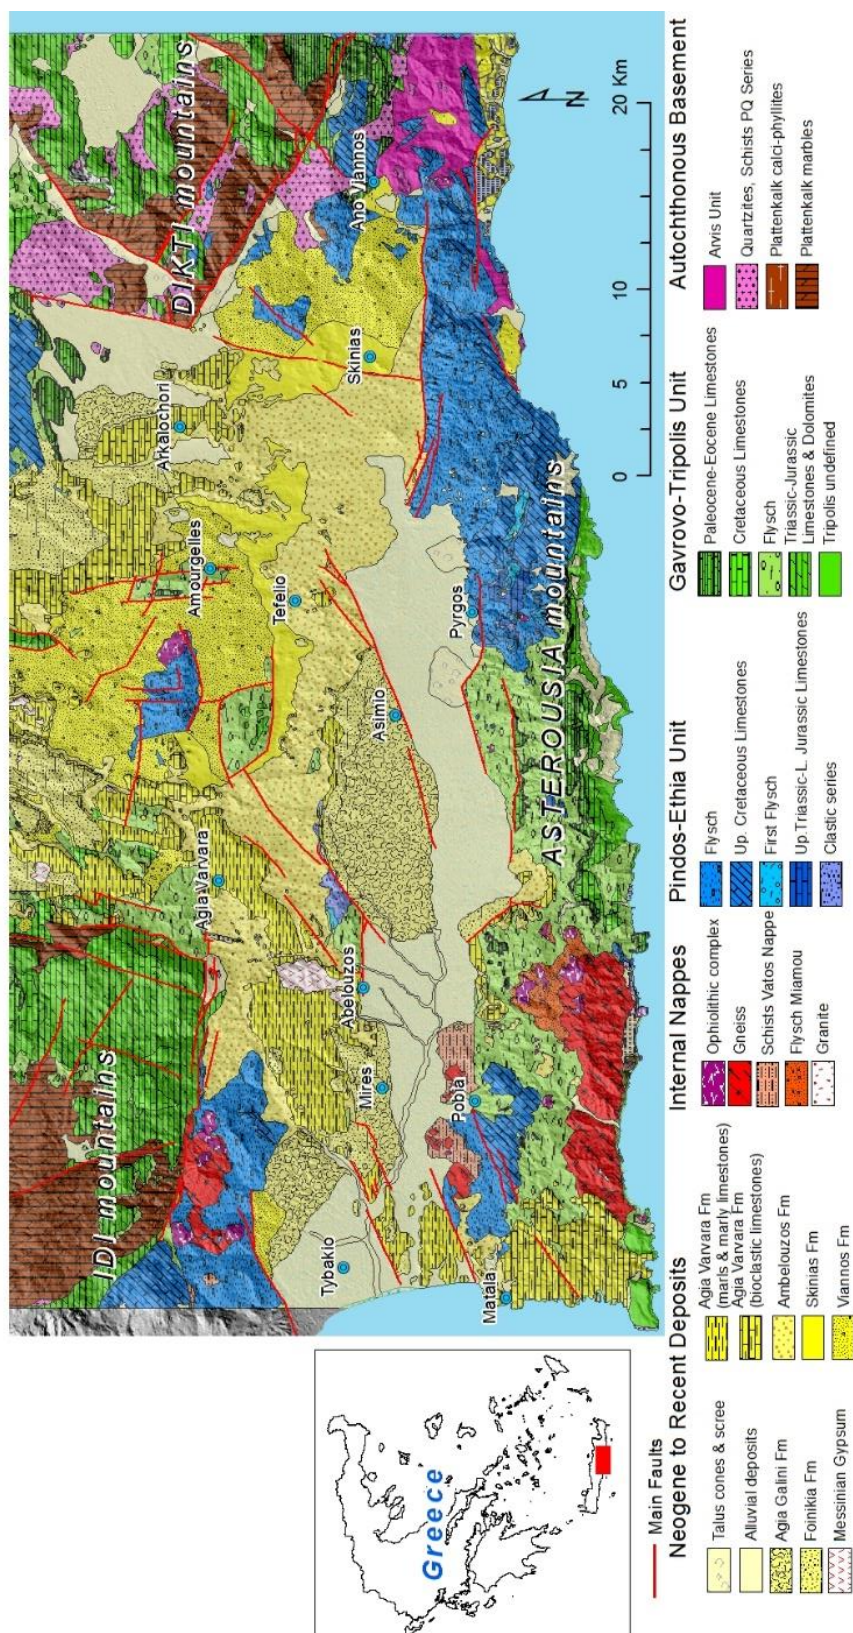 IDI mountains
DIKTI mountains
ASTEROUSIA mountains
Agia Varvara
Amourgelles
Arkalochori
Ano Viannos
Skinias
Tefelio
Asimio
Abelouzos
Mires
Tybakio
Pyrgos
Pobia
Matala
N
0 5 10 20 Km
Greece
Main Faults
Neogene to Recent Deposits
Talus cones & scree
Alluvial deposits
Agia Galini Fm
Foinikia Fm
Messinian Gypsum
Agia Varvara Fm
(marls & marly limestones)
Agia Varvara Fm
(bioclastic limestones)
Ambelouzos Fm
Skinias Fm
Viannos Fm
Internal Nappes
Ophiolithic complex
Gneiss
Schists Vatos Nappe
Flysch Miamou
Granite
Pindos-Ethia Unit
Flysch
Up. Cretaceous Limestones
First Flysch
Up.Triassic-L. Jurassic Limestones
Clastic series
Gavrovo-Tripolis Unit
Paleocene-Eocene Limestones
Cretaceous Limestones
Flysch
Triassic-Jurassic
Limestones & Dolomites
Tripolis undefined
Autochthonous Basement
Arvis Unit
Quartzites, Schists PQ Series
Plattenkalk calci-phyllites
Plattenkalk marbles